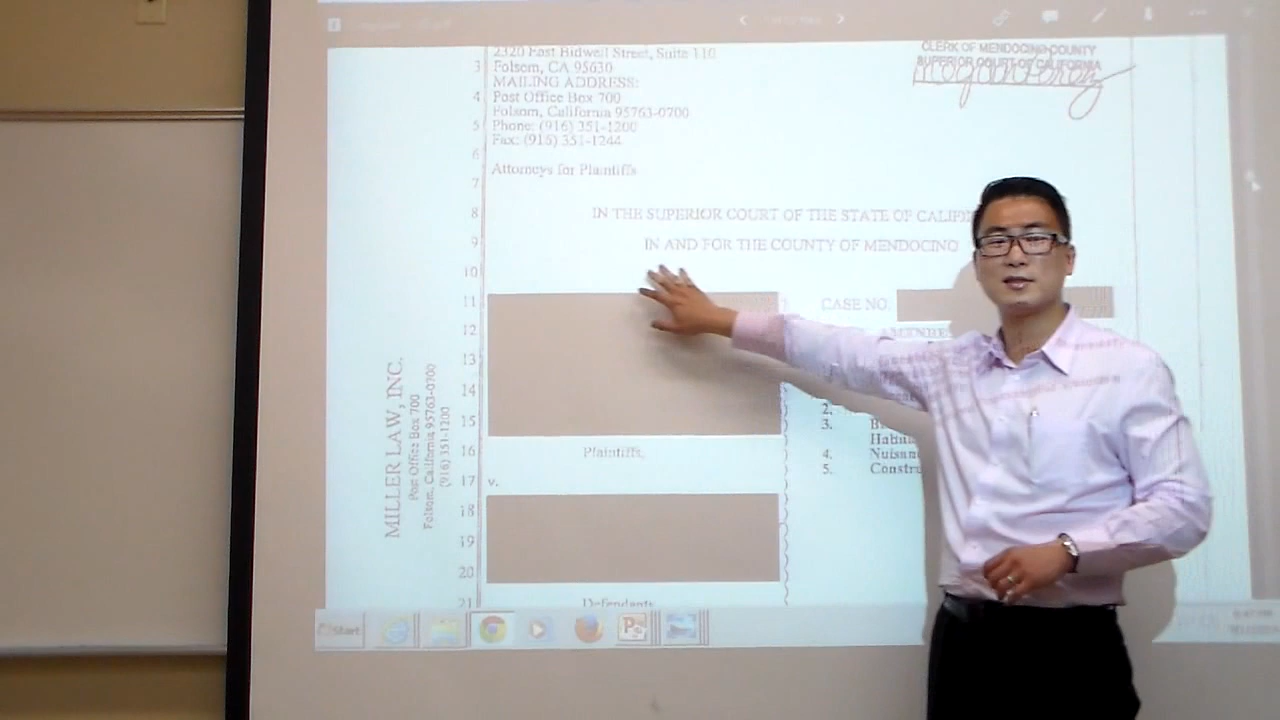 2320 East Bidwell Street, Suite 110
CLERK OF MENDOCINO COUNTY
3 Folsom, CA 95630
SUPERIOR COURT OF CALIFORNIA
MAILING ADDRESS:
4 Post Office Box 700
Folsom, California 95763-0700
5 Phone: (916) 351-1200
Fax: (916) 351-1244
6
Attorneys for Plaintiffs
7
8 IN THE SUPERIOR COURT OF THE STATE OF
9 IN AND FOR THE COUNTY OF MENDOCINO
10
11 CASE NO.
12
13
14
2.
15 3.
16 Plaintiffs,
4.
17 v.
5.
18
19
20
21 Defendants
MILLER LAW, INC.
Post Office Box 700
Folsom, California 95763-0700
(916) 351-1200
Start